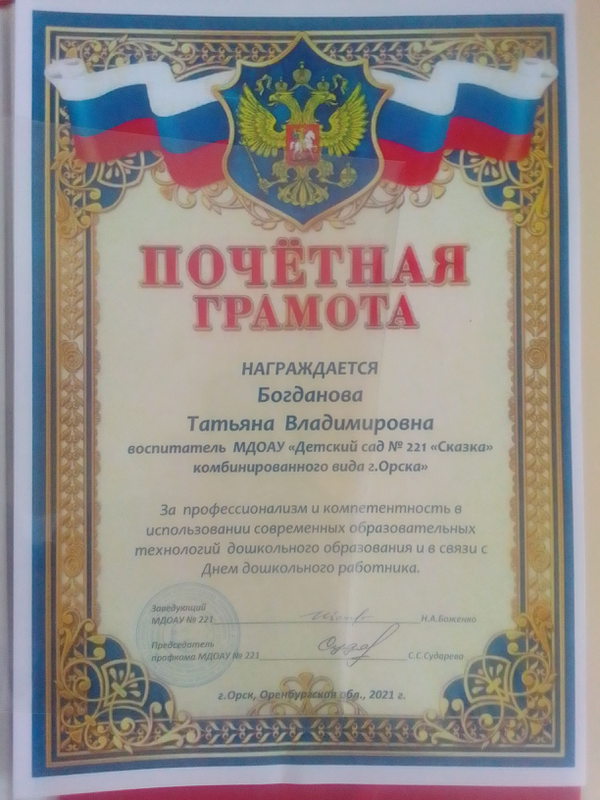 ПОЧЁТНАЯ
ГРАМОТА
НАГРАЖДАЕТСЯ
Богданова
Татьяна Владимировна
воспитатель МДОАУ «Детский сад № 221 «Сказка»
комбинированного вида г.Орска»
За профессионализм и компетентность в
использовании современных образовательных
технологий дошкольного образования и в связи с
Днем дошкольного работника.
Заведующий
МДОАУ № 221 Н.А.Баженко
Председатель
профкома МДОАУ № 221 С.С.Сударева
г.Орск, Оренбургская обл., 2021 г.